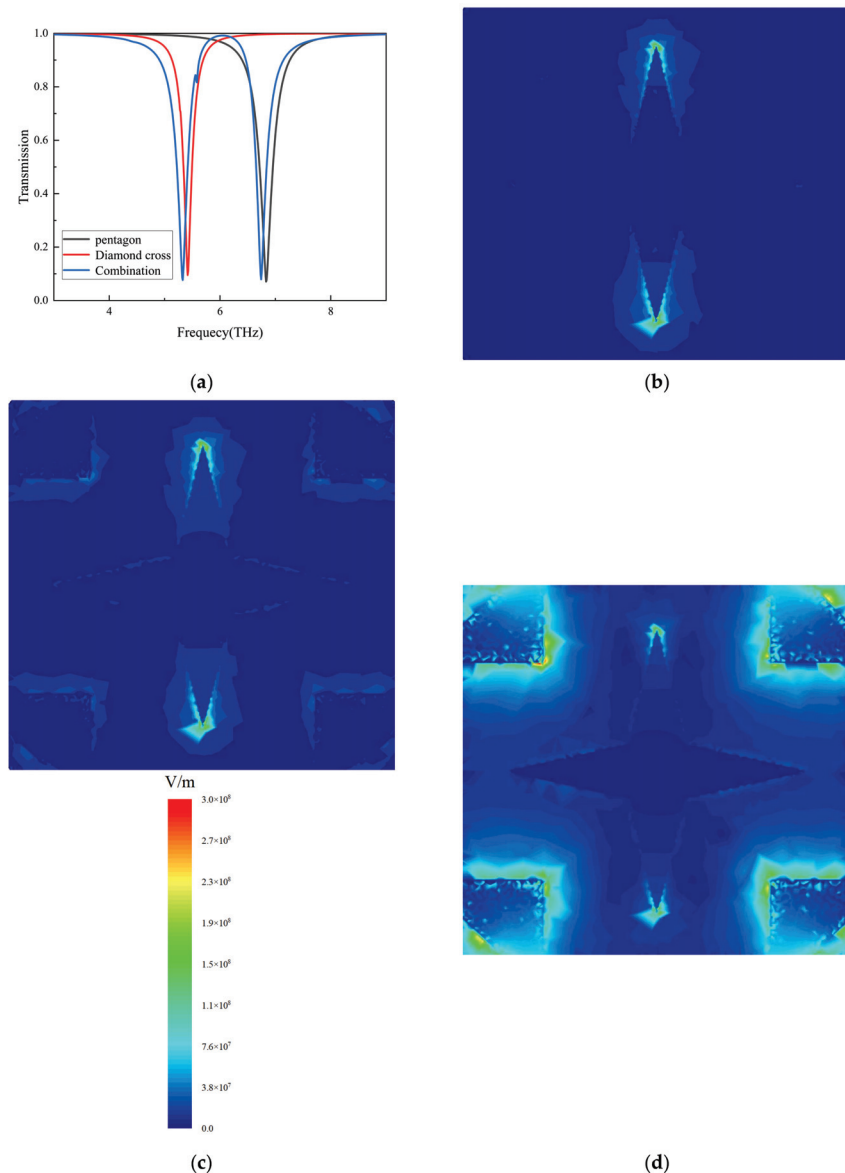 1.0
0.8
0.6
0.4
0.2
0.0
Transmission
pentagon
Diamond cross
Combination
4
6
8
Frequecy(THz)
(a)
(b)
V/m
3.0×10⁸
2.7×10⁸
2.3×10⁸
1.9×10⁸
1.5×10⁸
1.1×10⁸
7.6×10⁷
3.8×10⁷
0.0
(c)
(d)